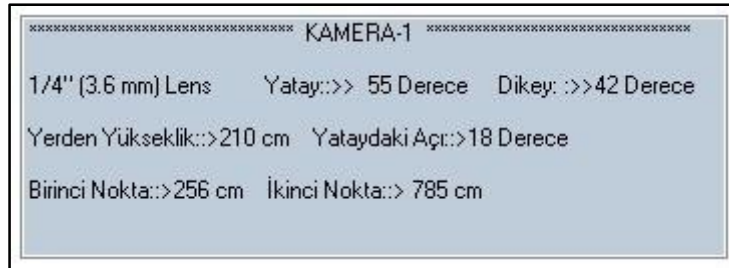 ××××××××××××××××××××××××××××××××× KAMERA-1 ×××××××××××××××××××××××××××××××××
1/4'' (3.6 mm) Lens Yatay::>> 55 Derece Dikey: :>>42 Derece
Yerden Yükseklik::>210 cm Yataydaki Açı::>18 Derece
Birinci Nokta::>256 cm İkinci Nokta::> 785 cm